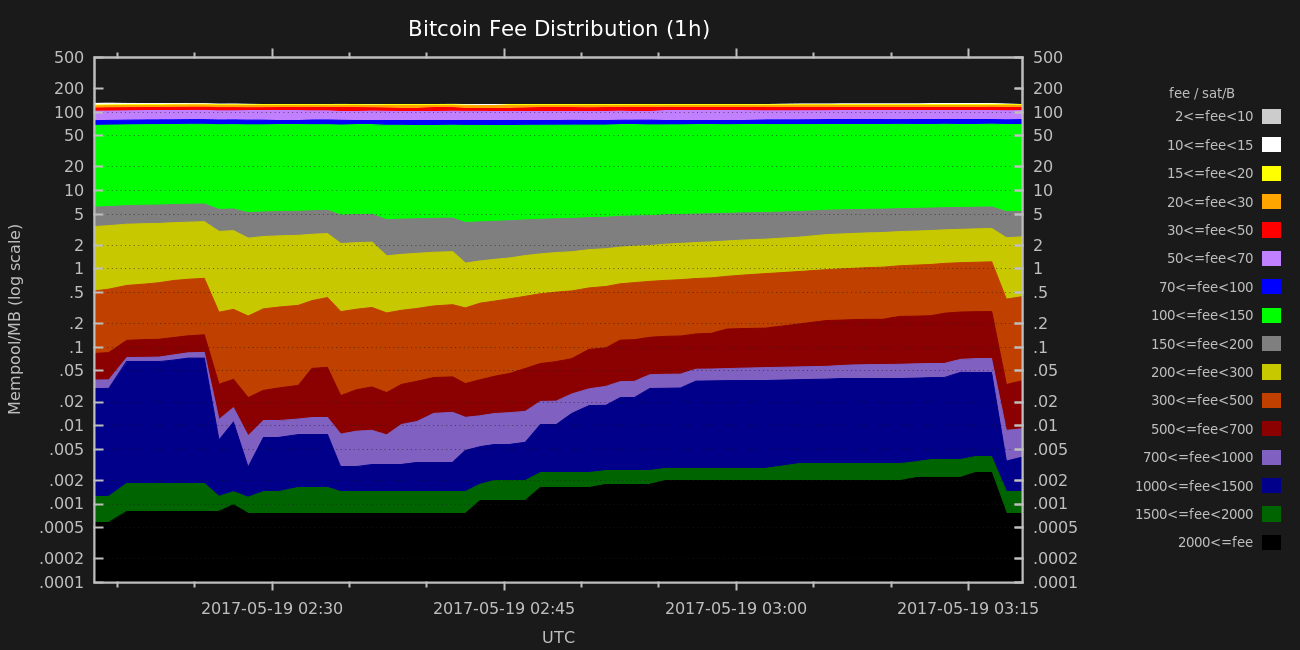 Bitcoin Fee Distribution (1h)
Mempool/MB (log scale)
500
200
100
50
20
10
5
2
1
.5
.2
.1
.05
.02
.01
.005
.002
.001
.0005
.0002
.0001
500
200
100
50
20
10
5
2
1
.5
.2
.1
.05
.02
.01
.005
.002
.001
.0005
.0002
.0001
2017-05-19 02:30 2017-05-19 02:45 2017-05-19 03:00 2017-05-19 03:15
UTC
fee / sat/B
2<=fee<10
10<=fee<15
15<=fee<20
20<=fee<30
30<=fee<50
50<=fee<70
70<=fee<100
100<=fee<150
150<=fee<200
200<=fee<300
300<=fee<500
500<=fee<700
700<=fee<1000
1000<=fee<1500
1500<=fee<2000
2000<=fee